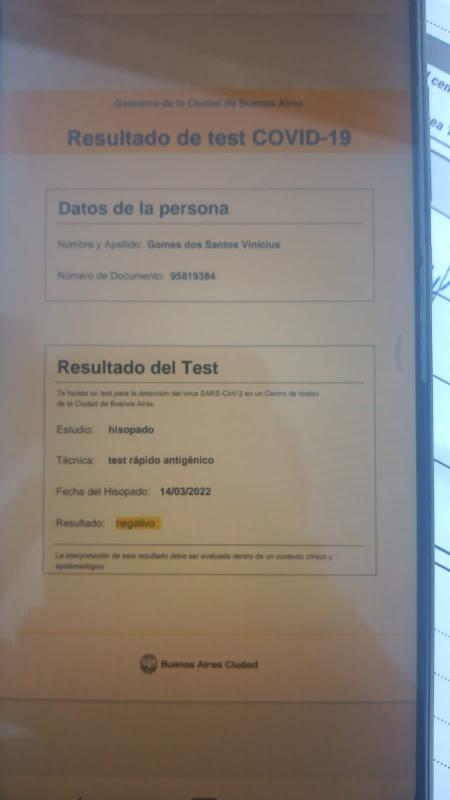 Gobierno de la Ciudad de Buenos Aires
Resultado de test COVID-19
Datos de la persona
Nombre y Apellido: Gomes dos Santos Vinicius
Número de Documento: 95819384
Resultado del Test
Te hiciste un test para la detección del virus SARS-CoV-2 en un Centro de testeo
de la Ciudad de Buenos Aires.
Estudio: hisopado
Técnica: test rápido antigénico
Fecha del Hisopado: 14/03/2022
Resultado: negativo
La interpretación de este resultado debe ser evaluada dentro de un contexto clínico y
epidemiológico
Buenos Aires Ciudad